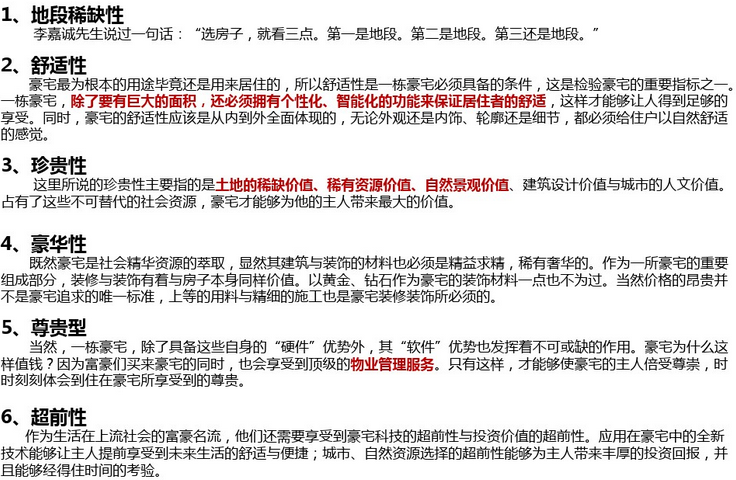 1、地段稀缺性
李嘉诚先生说过一句话：“选房子，就看三点。第一是地段。第二是地段。第三还是地段。”
2、舒适性
豪宅最为根本的用途毕竟还是用来居住的，所以舒适性是一栋豪宅必须具备的条件，这是检验豪宅的重要指标之一。
一栋豪宅，除了要有巨大的面积，还必须拥有个性化、智能化的功能来保证居住者的舒适，这样才能够让人得到足够的
享受。同时，豪宅的舒适性应该是从内到外全面体现的，无论外观还是内饰、轮廓还是细节，都必须给住户以自然舒适
的感觉。
3、珍贵性
这里所说的珍贵性主要指的是土地的稀缺价值、稀有资源价值、自然景观价值、建筑设计价值与城市的人文价值。
占有了这些不可替代的社会资源，豪宅才能够为他的主人带来最大的价值。
4、豪华性
既然豪宅是社会精华资源的萃取，显然其建筑与装饰的材料也必须是精益求精，稀有奢华的。作为一所豪宅的重要
组成部分，装修与装饰有着与房子本身同样价值。以黄金、钻石作为豪宅的装饰材料一点也不为过。当然价格的昂贵并
不是豪宅追求的唯一标准，上等的用料与精细的施工也是豪宅装修装饰所必须的。
5、尊贵型
当然，一栋豪宅，除了具备这些自身的“硬件”优势外，其“软件”优势也发挥着不可或缺的作用。豪宅为什么这
样值钱？因为富豪们买来豪宅的同时，也会享受到顶级的物业管理服务。只有这样，才能够使豪宅的主人倍受尊崇，时
时刻刻体会到住在豪宅所享受到的尊贵。
6、超前性
作为生活在上流社会的富豪名流，他们还需要享受到豪宅科技的超前性与投资价值的超前性。应用在豪宅中的全新
技术能够让主人提前享受到未来生活的舒适与便捷；城市、自然资源选择的超前性能够为主人带来丰厚的投资回报，并
且能够经得住时间的考验。